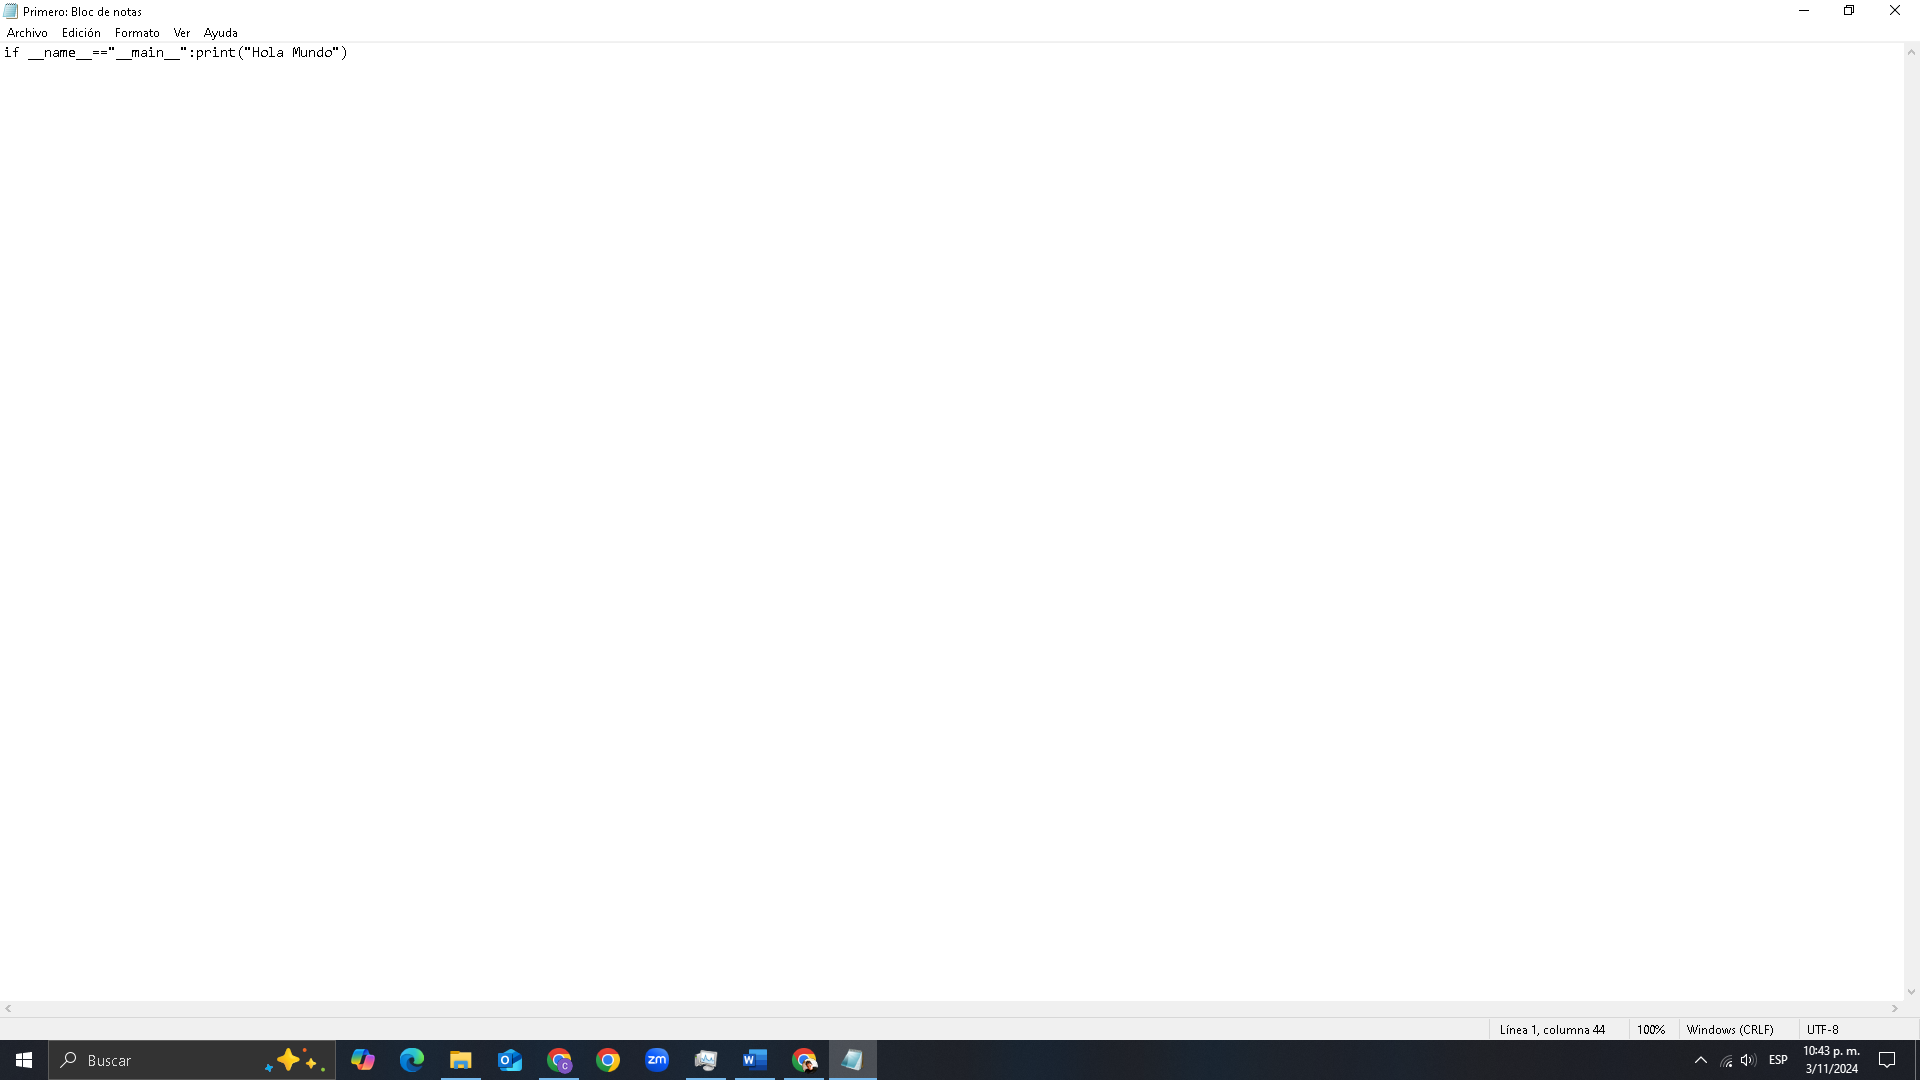 Primero: Bloc de notas
Archivo Edición Formato Ver Ayuda
if __name__=="__main__":print("Hola Mundo")
Línea 1, columna 44 100% Windows (CRLF) UTF-8
Buscar
zm
ESP
10:43 p. m.
3/11/2024